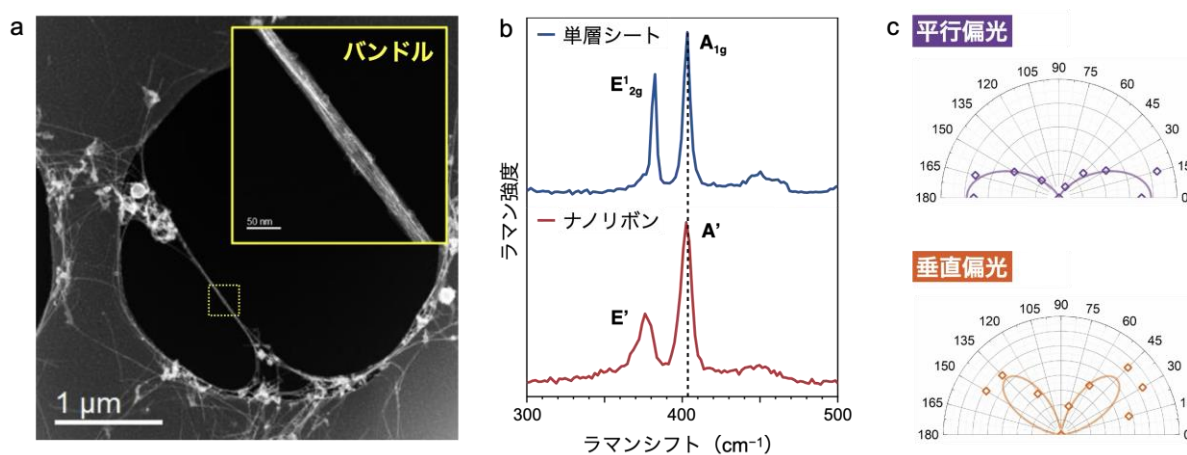 a
バンドル
50 nm
1 μm
b
単層シート
A1g
E¹2g
ナノリボン
A’
E’
ラマン強度
300
400
500
ラマンシフト（cm⁻¹）
c
平行偏光
90
105
75
120
60
135
45
150
30
165
15
180
0
垂直偏光
90
105
75
120
60
135
45
150
30
165
1
180
0